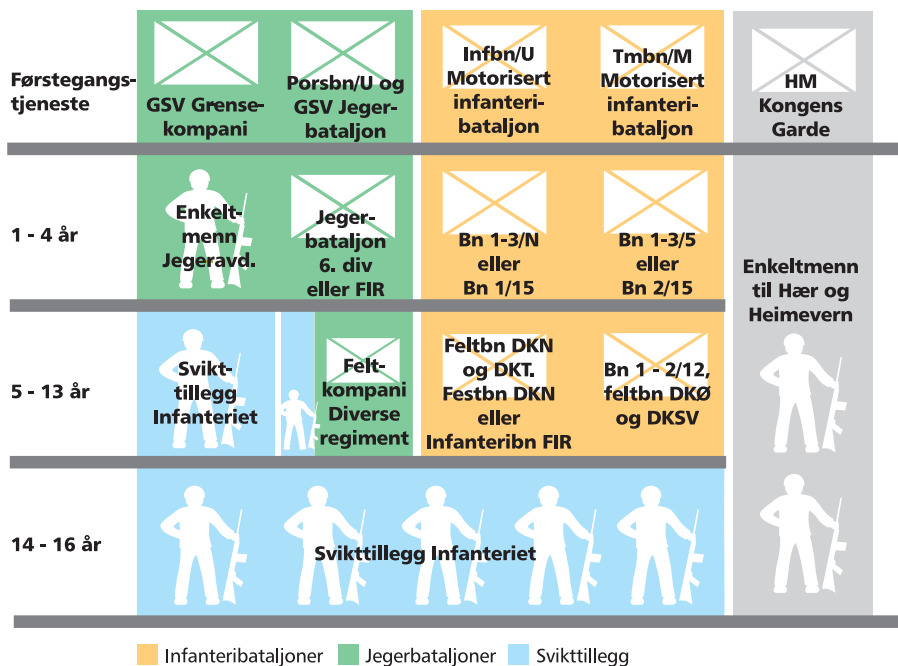 Førstegangs-
tjeneste
GSV Grense-
kompani
Porsbn/U og
GSV Jeger-
bataljon
Infbn/U
Motorisert
infanteri-
bataljon
Tmbn/M
Motorisert
infanteri-
bataljon
HM
Kongens
Garde
1 - 4 år
Enkelt-
menn
Jegeravd.
Jeger-
bataljon
6. div
eller FIR
Bn 1-3/N
eller
Bn 1/15
Bn 1-3/5
eller
Bn 2/15
Enkeltmenn
til Hær og
Heimevern
5 - 13 år
Svikt-
tillegg
Infanteriet
Felt-
kompani
Diverse
regiment
Feltbn DKN
og DKT.
Festbn DKN
eller
Infanteribn FIR
Bn 1 - 2/12,
feltbn DKØ
og DKSV
14 - 16 år
Svikttillegg Infanteriet
Infanteribataljoner
Jegerbataljoner
Svikttillegg